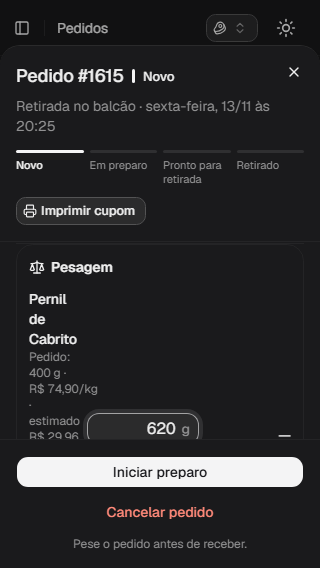 Pedidos
Pedido #1615 Novo
Retirada no balcão · sexta-feira, 13/11 às
20:25
Novo
Em preparo
Pronto para
retirada
Retirado
Imprimir cupom
Pesagem
Pernil
de
Cabrito
Pedido:
400 g ·
R$ 74,90/kg
·
estimado
R$ 29,96
620 g
Iniciar preparo
Cancelar pedido
Pese o pedido antes de receber.